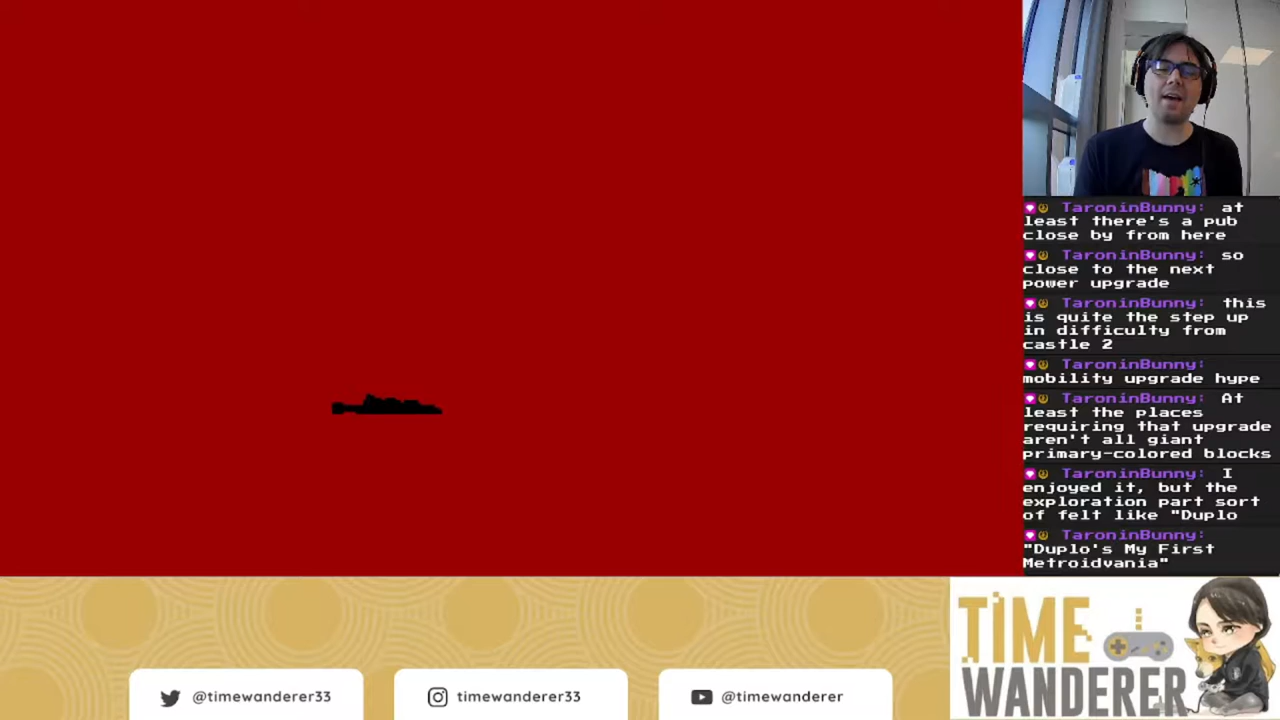 TaroninBunny: at
least there's a pub
close by from here
TaroninBunny: so
close to the next
power upgrade
TaroninBunny: this
is quite the step up
in difficulty from
castle 2
TaroninBunny:
mobility upgrade hype
TaroninBunny: At
least the places
requiring that upgrade
aren't all giant
primary-colored blocks
TaroninBunny: I
enjoyed it, but the
exploration part sort
of felt like "Duplo
TaroninBunny:
"Duplo's My First
Metroidvania"
@timewanderer33
timewanderer33
@timewanderer
TIME
WANDERER